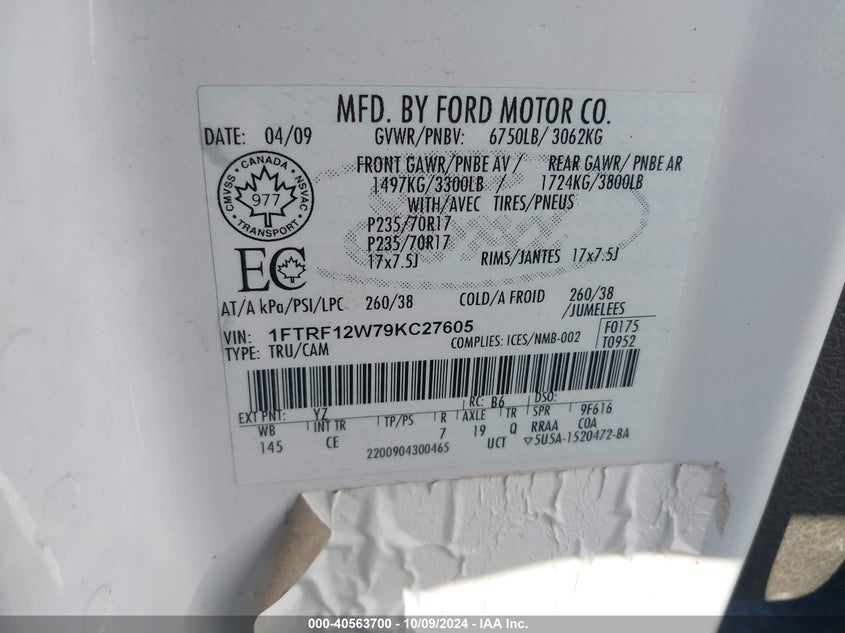 MFD. BY FORD MOTOR CO.
DATE: 04/09 GVWR/PNBV: 6750LB/ 3062KG
FRONT GAWR/PNBE AV/ REAR GAWR/ PNBE AR
1497KG/3300LB / 1724KG/3800LB
WITH/AVEC TIRES/PNEUS
CANADA
CMVSS NSVAC
977
TRANSPORT
P235/70R17
P235/70R17
17x7.5J RIMS/JANTES 17x7.5J
EC
AT/A kPa/PSI/LPC 260/38 COLD/A FROID 260/38
/JUMELEES
VIN: 1FTRF12W79KC27605 F0175
TYPE: TRU/CAM COMPLIES: ICES/NMB-002 T0952
EXT PNT: YZ RC: B6 DSO:
WB INT TR TP/PS R AXLE TR SPR 9F616
145 CE 7 19 Q RRAA COA
2200904300465 UCT 5U5A-1520472-BA
000-40563700 - 10/09/2024 - IAA Inc.